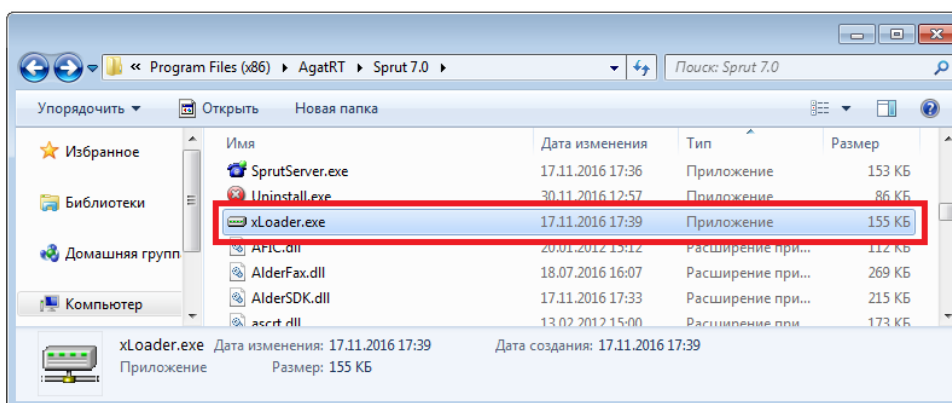 « Program Files (x86) ▸ AgatRT ▸ Sprut 7.0 ▸
Поиск: Sprut 7.0
Упорядочить ▼ Открыть Новая папка
Избранное
Библиотеки
Домашняя групп
Компьютер
Имя Дата изменения Тип Размер
SprutServer.exe 17.11.2016 17:36 Приложение 153 КБ
Uninstall.exe 30.11.2016 12:57 Приложение 86 КБ
xLoader.exe 17.11.2016 17:39 Приложение 155 КБ
AFIC.dll 20.01.2012 15:12 Расширение при... 112 КБ
AlderFax.dll 18.07.2016 16:07 Расширение при... 269 КБ
AlderSDK.dll 17.11.2016 17:33 Расширение при... 215 КБ
ascrt.dll 13.02.2012 15:00 Расширение при... 173 КБ
xLoader.exe Дата изменения: 17.11.2016 17:39 Дата создания: 17.11.2016 17:39
Приложение Размер: 155 КБ